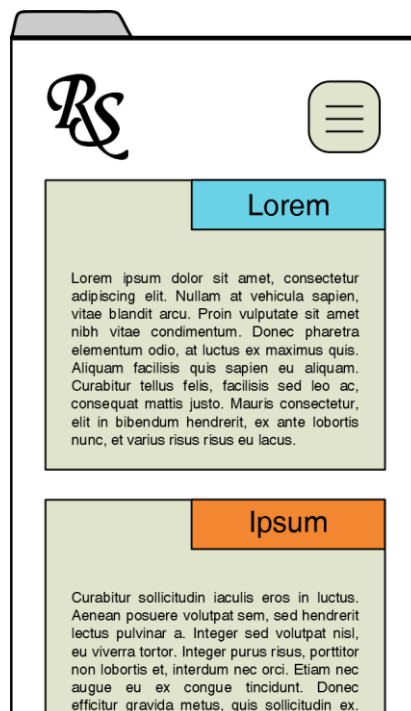 RS
Lorem
Lorem ipsum dolor sit amet, consectetur
adipiscing elit. Nullam at vehicula sapien,
vitae blandit arcu. Proin vulputate sit amet
nibh vitae condimentum. Donec pharetra
elementum odio, at luctus ex maximus quis.
Aliquam facilisis quis sapien eu aliquam.
Curabitur tellus felis, facilisis sed leo ac,
consequat mattis justo. Mauris consectetur,
elit in bibendum hendrerit, ex ante lobortis
nunc, et varius risus risus eu lacus.
Ipsum
Curabitur sollicitudin iaculis eros in luctus.
Aenean posuere volutpat sem, sed hendrerit
lectus pulvinar a. Integer sed volutpat nisl,
eu viverra tortor. Integer purus risus, porttitor
non lobortis et, interdum nec orci. Etiam nec
augue eu ex congue tincidunt. Donec
efficitur gravida metus, quis sollicitudin ex.